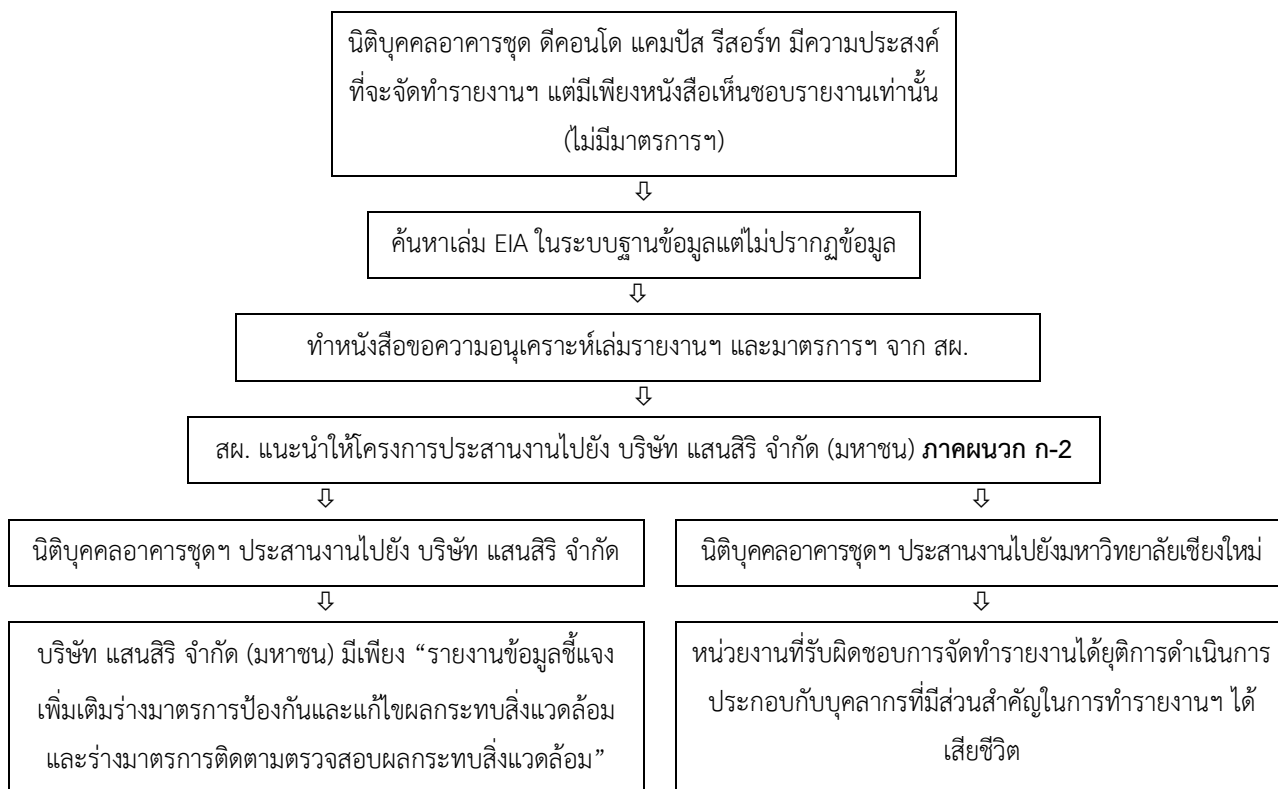 นิติบุคคลอาคารชุด ดีคอนโด แคมปัส รีสอร์ท มีความประสงค์
ที่จะจัดทำรายงานฯ แต่มีเพียงหนังสือเห็นชอบรายงานเท่านั้น
(ไม่มีมาตรการฯ)
⇩
ค้นหาเล่ม EIA ในระบบฐานข้อมูลแต่ไม่ปรากฏข้อมูล
⇩
ทำหนังสือขอความอนุเคราะห์เล่มรายงานฯ และมาตรการฯ จาก สผ.
⇩
สผ. แนะนำให้โครงการประสานงานไปยัง บริษัท แสนสิริ จำกัด (มหาชน) ภาคผนวก ก-2
⇩
นิติบุคคลอาคารชุดฯ ประสานงานไปยัง บริษัท แสนสิริ จำกัด
⇩
บริษัท แสนสิริ จำกัด (มหาชน) มีเพียง “รายงานข้อมูลชี้แจง
เพิ่มเติมร่างมาตรการป้องกันและแก้ไขผลกระทบสิ่งแวดล้อม
และร่างมาตรการติดตามตรวจสอบผลกระทบสิ่งแวดล้อม”
⇩
นิติบุคคลอาคารชุดฯ ประสานงานไปยังมหาวิทยาลัยเชียงใหม่
⇩
หน่วยงานที่รับผิดชอบการจัดทำรายงานได้ยุติการดำเนินการ
ประกอบกับบุคลากรที่มีส่วนสำคัญในการทำรายงานฯ ได้
เสียชีวิต